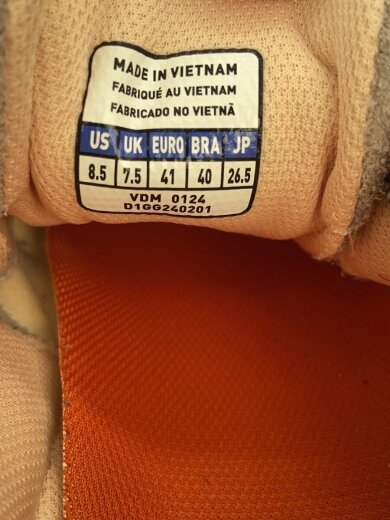 MADE IN VIETNAM
FABRIQUÉ AU VIETNAM
FABRICADO NO VIETNÃ
US UK EURO BRA JP
8.5 7.5 41 40 26.5
VDM 0124
D1GG240201